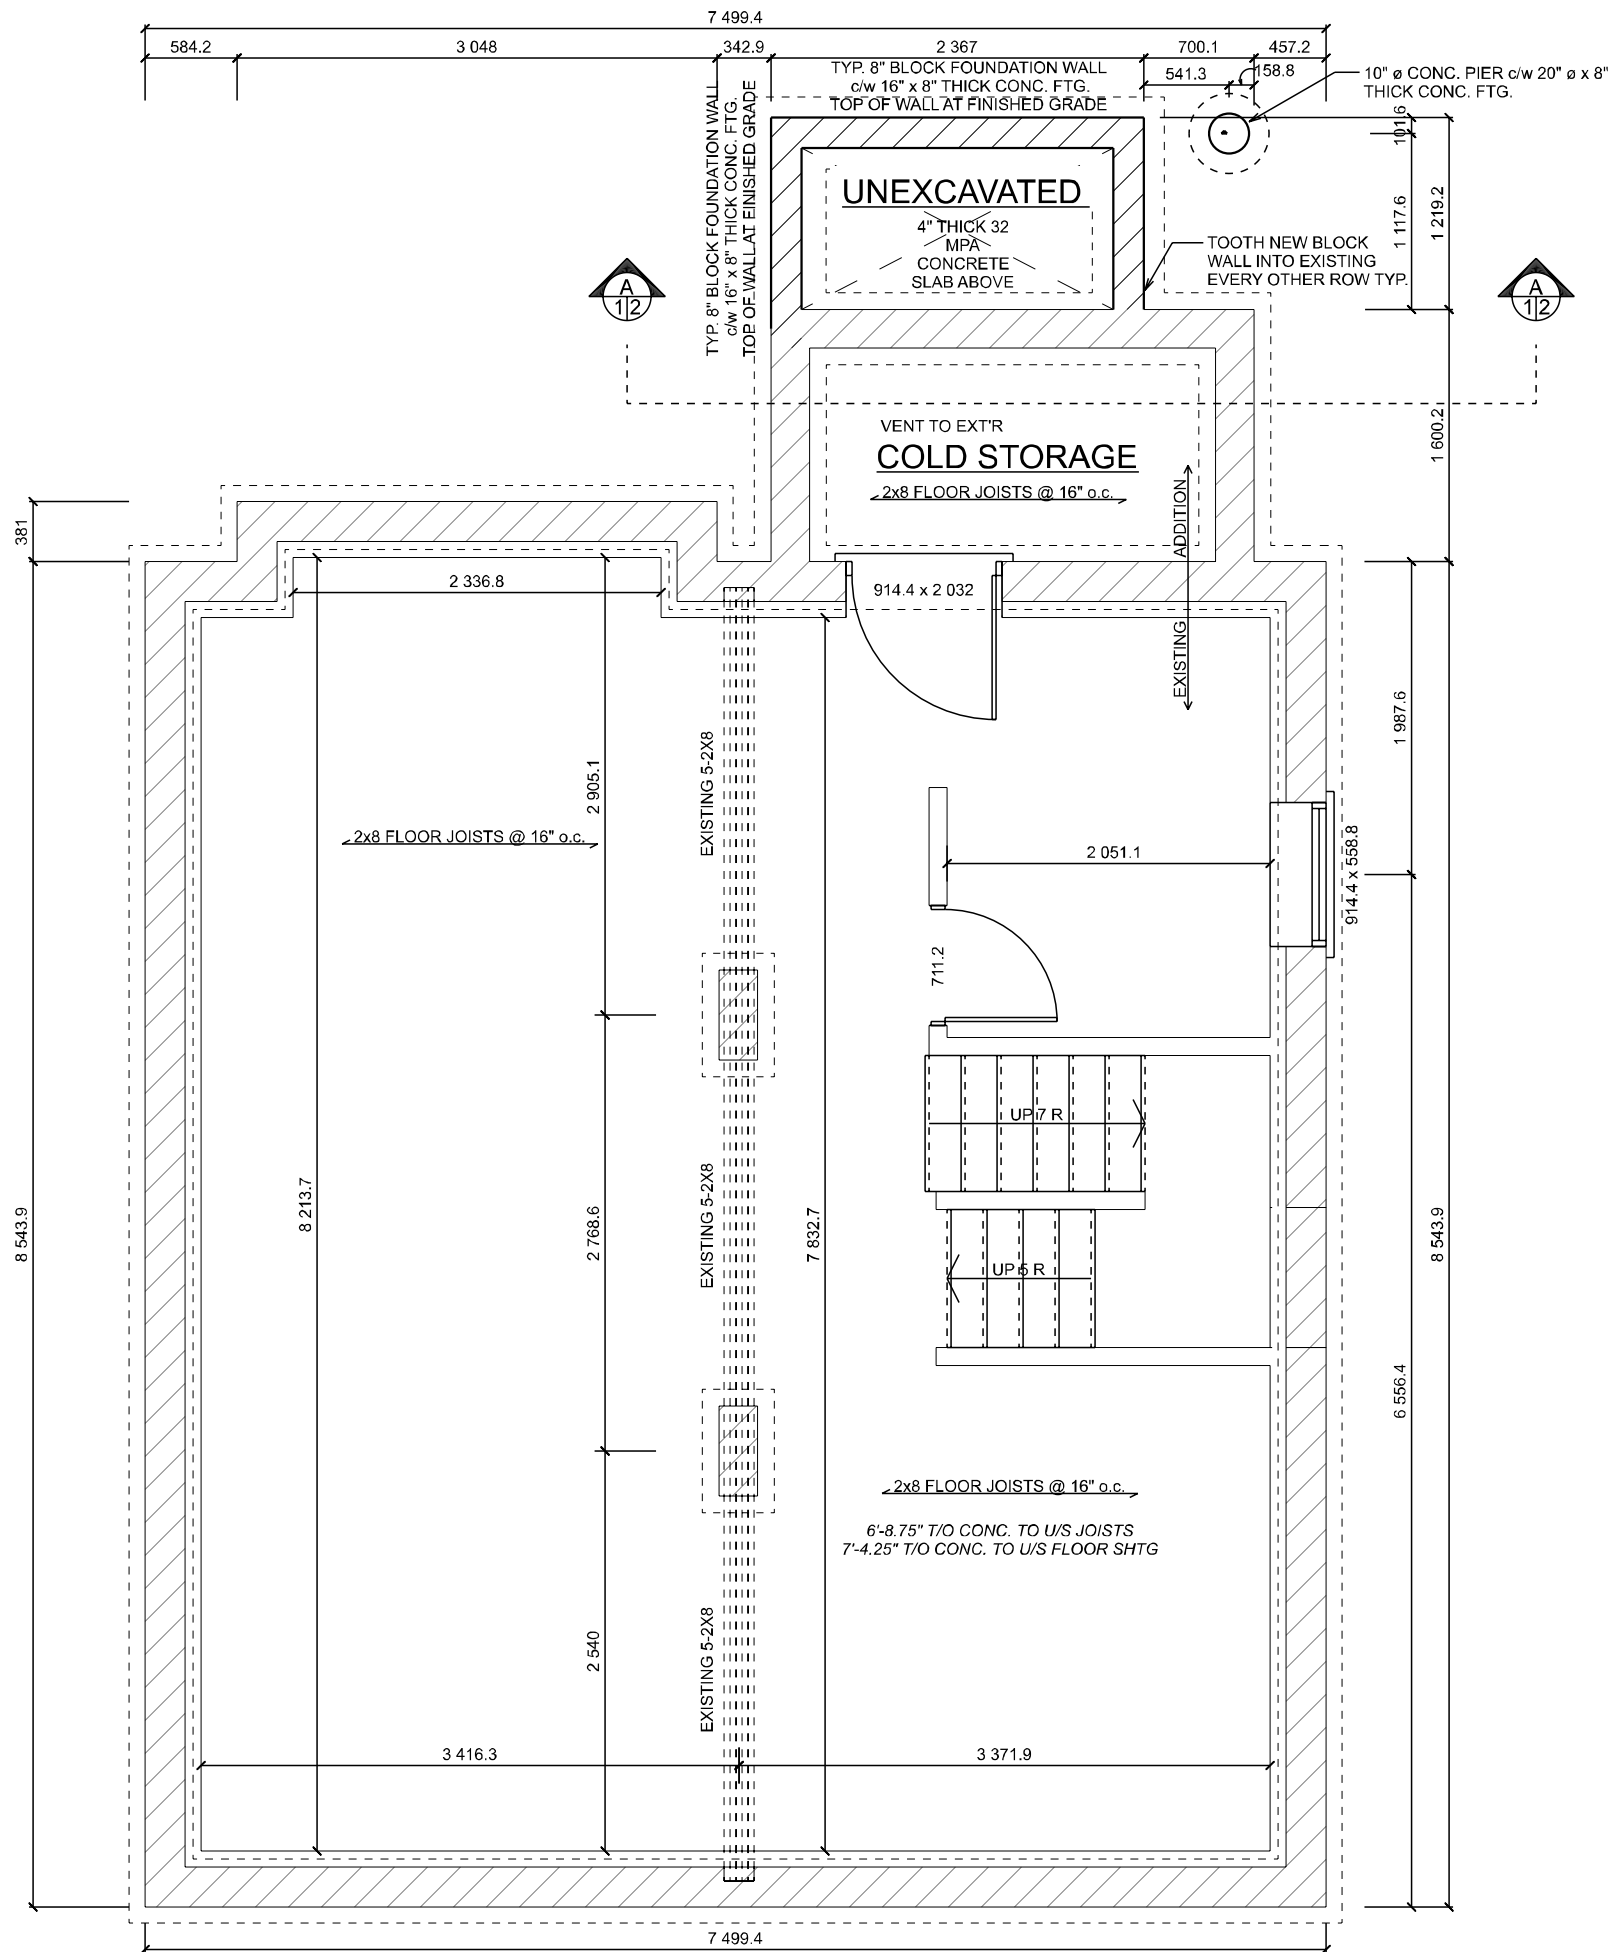 7 499.4
584.2
3 048
342.9
2 367
700.1
457.2
541.3
158.8
TYP. 8" BLOCK FOUNDATION WALL
c/w 16" x 8" THICK CONC. FTG.
TOP OF WALL AT FINISHED GRADE
10" ø CONC. PIER c/w 20" ø x 8"
THICK CONC. FTG.
TYP. 8" BLOCK FOUNDATION WALL
c/w 16" x 8" THICK CONC. FTG.
TOP OF WALL AT FINISHED GRADE
101.6
1 117.6
1 219.2
UNEXCAVATED
4" THICK 32
MPA
CONCRETE
SLAB ABOVE
TOOTH NEW BLOCK
WALL INTO EXISTING
EVERY OTHER ROW TYP.
A
1 2
A
1 2
VENT TO EXT'R
COLD STORAGE
2x8 FLOOR JOISTS @ 16" o.c.
1 600.2
ADDITION
EXISTING
381
2 336.8
914.4 x 2 032
1 987.6
EXISTING 5-2X8
2 905.1
2x8 FLOOR JOISTS @ 16" o.c.
2 051.1
914.4 x 558.8
711.2
UP 7 R
8 543.9
8 213.7
2 768.6
EXISTING 5-2X8
7 832.7
UP 5 R
8 543.9
6 556.4
2x8 FLOOR JOISTS @ 16" o.c.
6'-8.75" T/O CONC. TO U/S JOISTS
7'-4.25" T/O CONC. TO U/S FLOOR SHTG
2 540
EXISTING 5-2X8
3 416.3
3 371.9
7 499.4